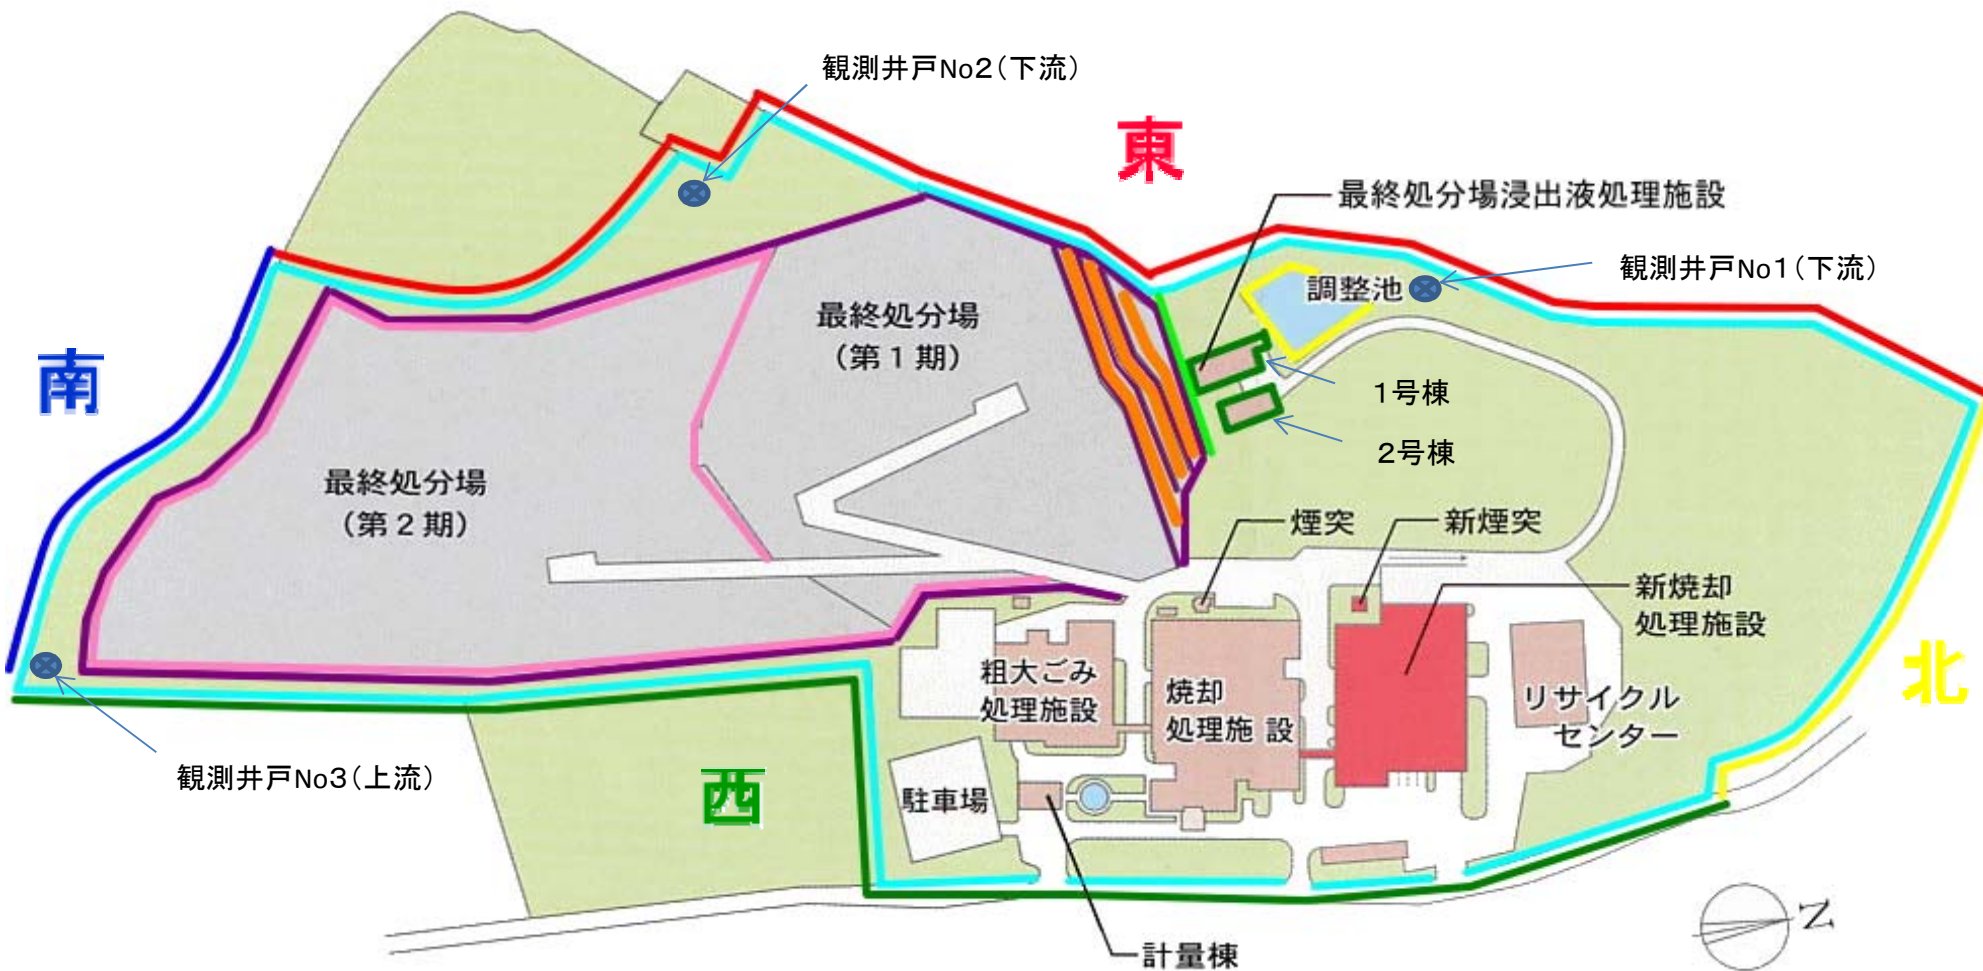 観測井戸No2(下流)
東
最終処分場浸出液処理施設
観測井戸No1(下流)
調整池
最終処分場
(第1期)
南
1号棟
2号棟
最終処分場
(第2期)
煙突
新煙突
新焼却
処理施設
北
粗大ごみ
処理施設
焼却
処理施 設
リサイクル
センター
観測井戸No3(上流)
西
駐車場
N
計量棟